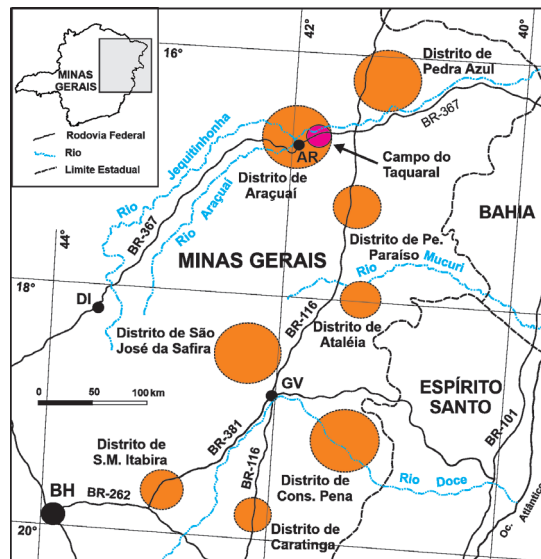 42
40
16
Distrito de
Pedra Azul
MINAS
GERAIS
Rodovia Federal
Rio
Limite Estadual
Rio Jequitinhonha
BR-367
AR
Campo do
Taquaral
Distrito de
Araçuaí
Rio Araçuaí
BR-367
BAHIA
44
Distrito de Pe.
Paraíso
MINAS GERAIS
Rio Mucuri
18
DI
Distrito de
Ataléia
BR-116
Distrito de São
José da Safira
GV
ESPÍRITO
SANTO
0 50 100 km
BR-101
BR-381
Distrito de
S.M. Itabira
BR-116
Distrito de
Cons. Pena
Rio Doce
Oc. Atlântico
BH
BR-262
20°
Distrito de
Caratinga